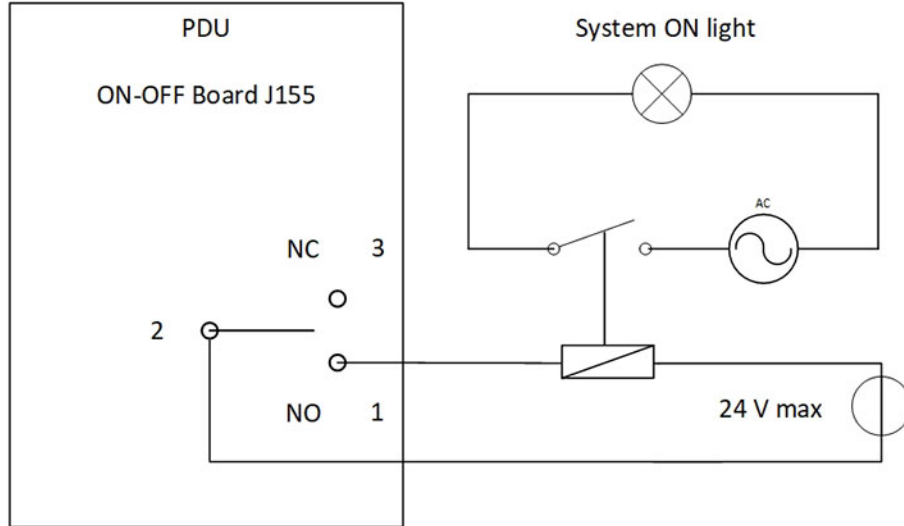 PDU
System ON light
ON-OFF Board J155
AC
NC 3
2
24 V max
NO 1